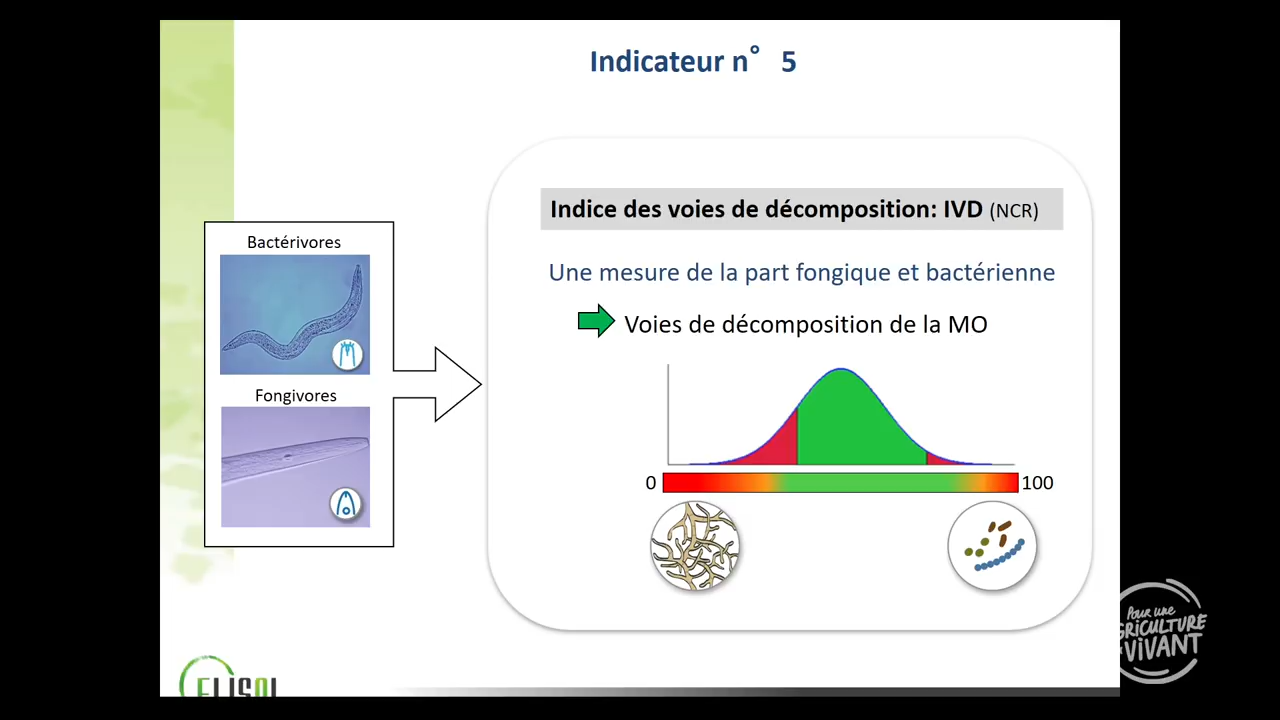 Indicateur n° 5
Bactérivores
Fongivores
Indice des voies de décomposition: IVD (NCR)
Une mesure de la part fongique et bactérienne
Voies de décomposition de la MO
0
100
ELISOL
Pour une
AGRICULTURE
VIVANT